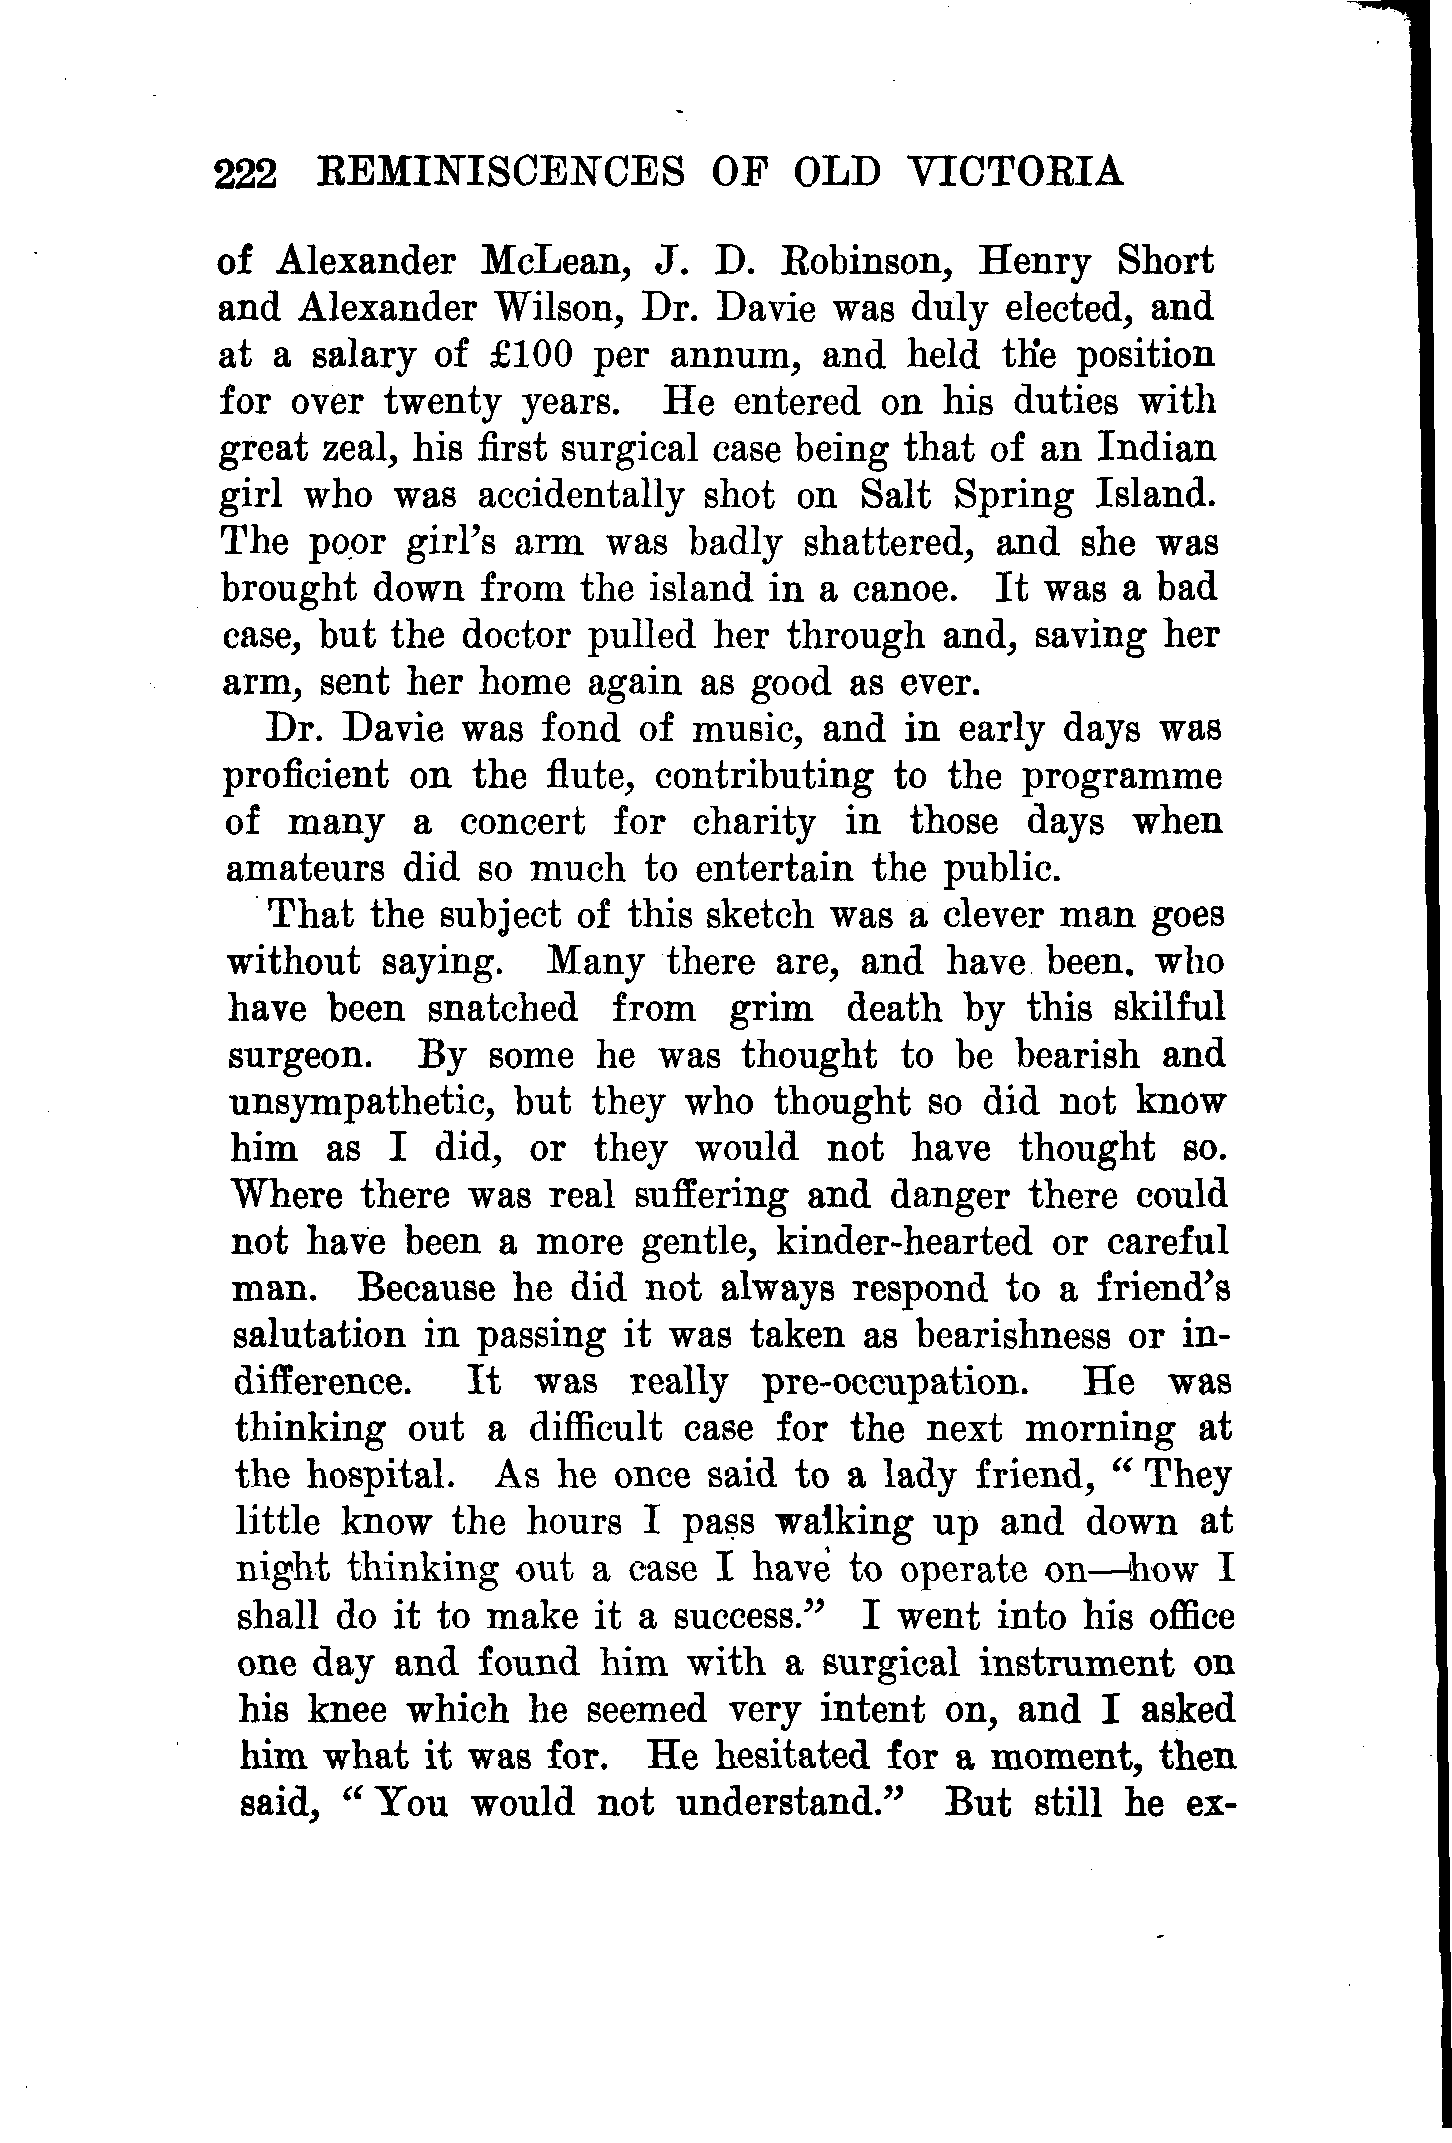 222 REMINISCENCES OF OLD VICTORIA
of Alexander McLean, J. D. Robinson, Henry Short
and Alexander Wilson, Dr. Davie was duly elected, and
at a salary of £100 per annum, and held the position
for over twenty years. He entered on his duties with
great zeal, his first surgical case being that of an Indian
girl who was accidentally shot on Salt Spring Island.
The poor girl's arm was badly shattered, and she was
brought down from the island in a canoe. It was a bad
case, but the doctor pulled her through and, saving her
arm, sent her home again as good as ever.
Dr. Davie was fond of music, and in early days was
proficient on the flute, contributing to the programme
of many a concert for charity in those days when
amateurs did so much to entertain the public.
That the subject of this sketch was a clever man goes
without saying. Many there are, and have been. who
have been snatched from grim death by this skilful
surgeon. By some he was thought to be bearish and
unsympathetic, but they who thought so did not know
him as I did, or they would not have thought so.
Where there was real suffering and danger there could
not have been a more gentle, kinder-hearted or careful
man. Because he did not always respond to a friend's
salutation in passing it was taken as bearishness or in-
difference. It was really pre-occupation. He was
thinking out a difficult case for the next morning at
the hospital. As he once said to a lady friend, "They
little know the hours I pass walking up and down at
night thinking out a case I have to operate on—how I
shall do it to make it a success." I went into his office
one day and found him with a surgical instrument on
his knee which he seemed very intent on, and I asked
him what it was for. He hesitated for a moment, then
said, "You would not understand." But still he ex-